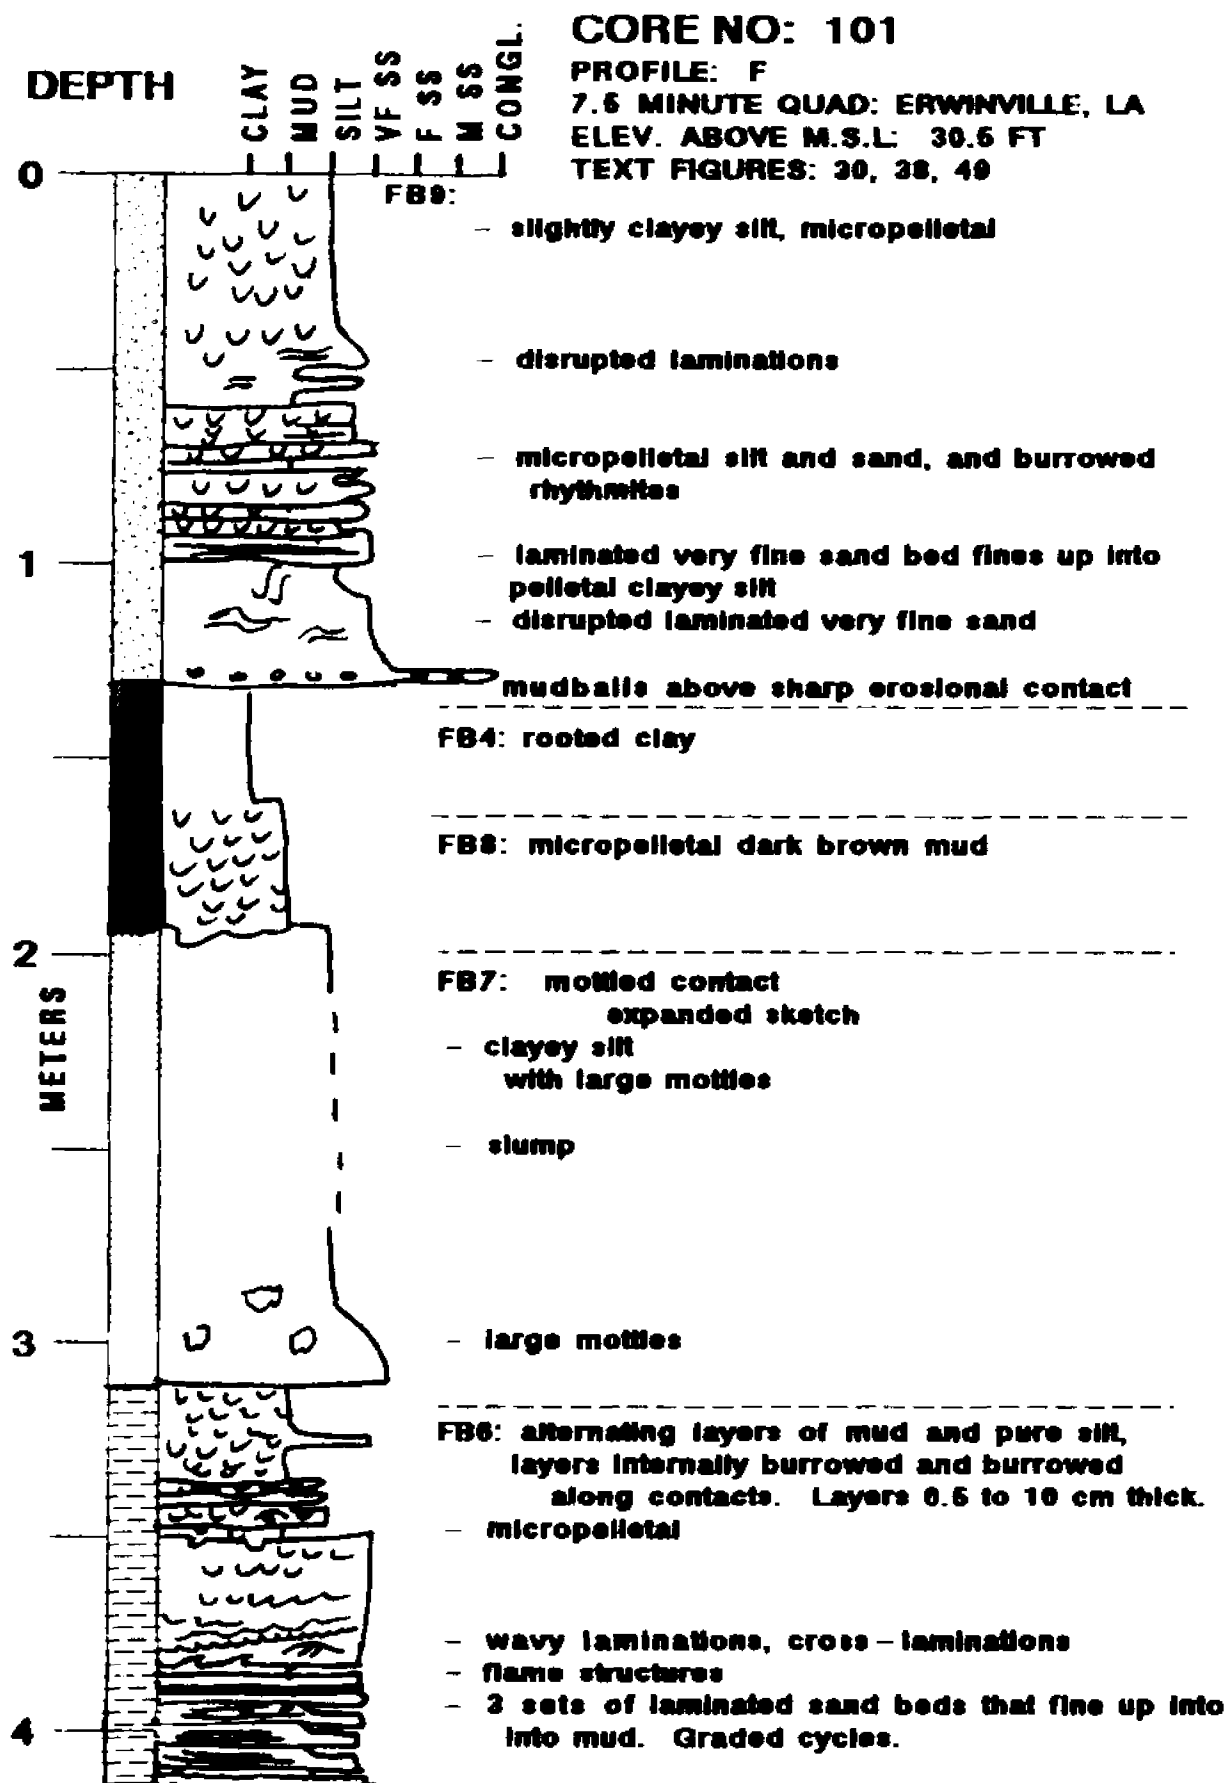 CORE NO: 101
PROFILE: F
7.5 MINUTE QUAD: ERWINVILLE, LA
ELEV. ABOVE M.S.L: 30.5 FT
TEXT FIGURES: 30, 38, 49
DEPTH
CLAY
MUD
SILT
VF SS
F SS
M SS
CONGL.
0
FB9:
- slightly clayey silt, micropelletal
- disrupted laminations
- micropelletal silt and sand, and burrowed
rhythmites
1
- laminated very fine sand bed fines up into
pelletal clayey silt
- disrupted laminated very fine sand
mudballs above sharp erosional contact
FB4: rooted clay
FB8: micropelletal dark brown mud
2
METERS
FB7: mottled contact
expanded sketch
- clayey silt
with large mottles
- slump
3
- large mottles
FB6: alternating layers of mud and pure silt,
layers internally burrowed and burrowed
along contacts. Layers 0.5 to 10 cm thick.
- micropelletal
- wavy laminations, cross-laminations
- flame structures
- sets of laminated sand beds that fine up into
into mud. Graded cycles.
4